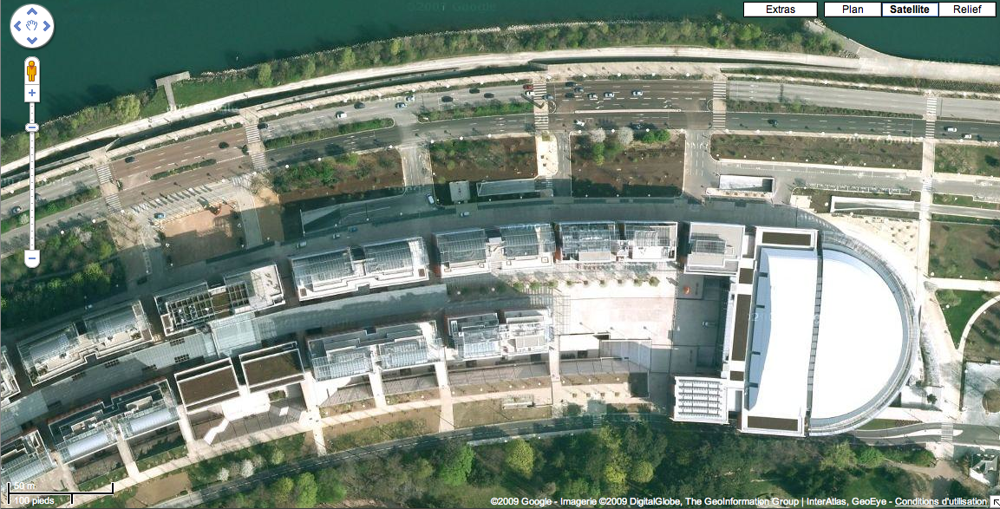 Extras Plan Satellite Relief
50 m
100 pieds
©2009 Google - Imagerie ©2009 DigitalGlobe, The GeoInformation Group | InterAtlas, GeoEye - Conditions d'utilisation